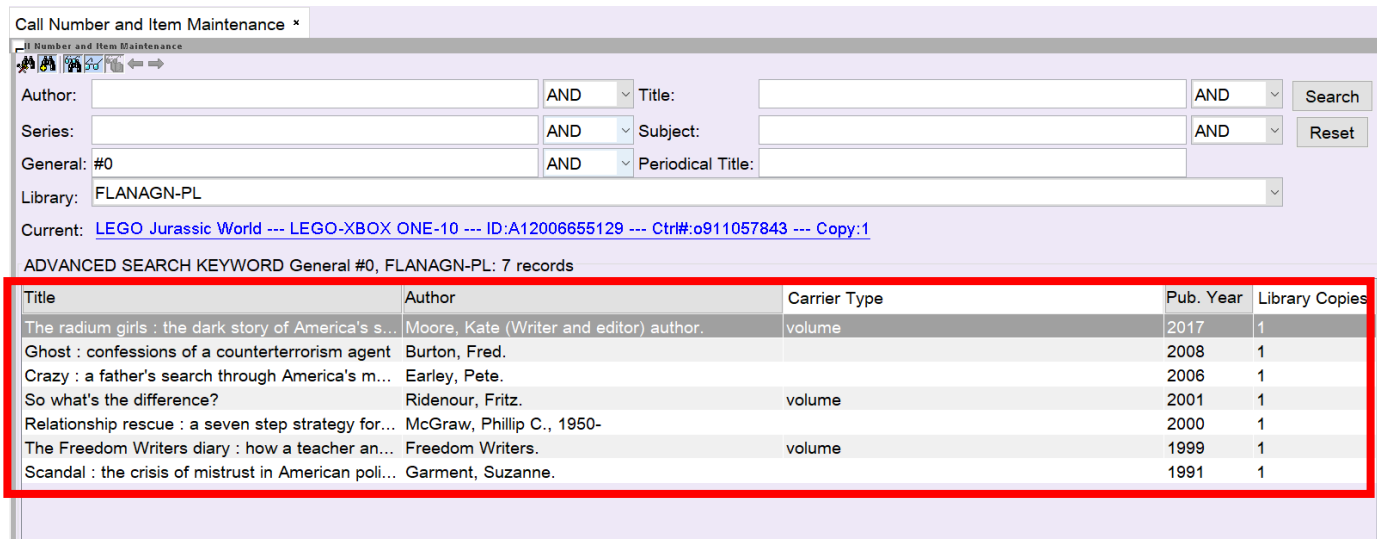 Call Number and Item Maintenance ×
ll Number and Item Maintenance
Author: AND Title: AND Search
Series: AND Subject: AND Reset
General: #0 AND Periodical Title:
Library: FLANAGN-PL
Current: LEGO Jurassic World --- LEGO-XBOX ONE-10 --- ID:A12006655129 --- Ctrl#:o911057843 --- Copy:1
ADVANCED SEARCH KEYWORD General #0, FLANAGN-PL: 7 records
Title Author Carrier Type Pub. Year Library Copies
The radium girls : the dark story of America's s... Moore, Kate (Writer and editor) author. volume 2017 1
Ghost : confessions of a counterterrorism agent Burton, Fred. 2008 1
Crazy : a father's search through America's m... Earley, Pete. 2006 1
So what's the difference? Ridenour, Fritz. volume 2001 1
Relationship rescue : a seven step strategy for... McGraw, Phillip C., 1950- 2000 1
The Freedom Writers diary : how a teacher an... Freedom Writers. volume 1999 1
Scandal : the crisis of mistrust in American poli... Garment, Suzanne. 1991 1